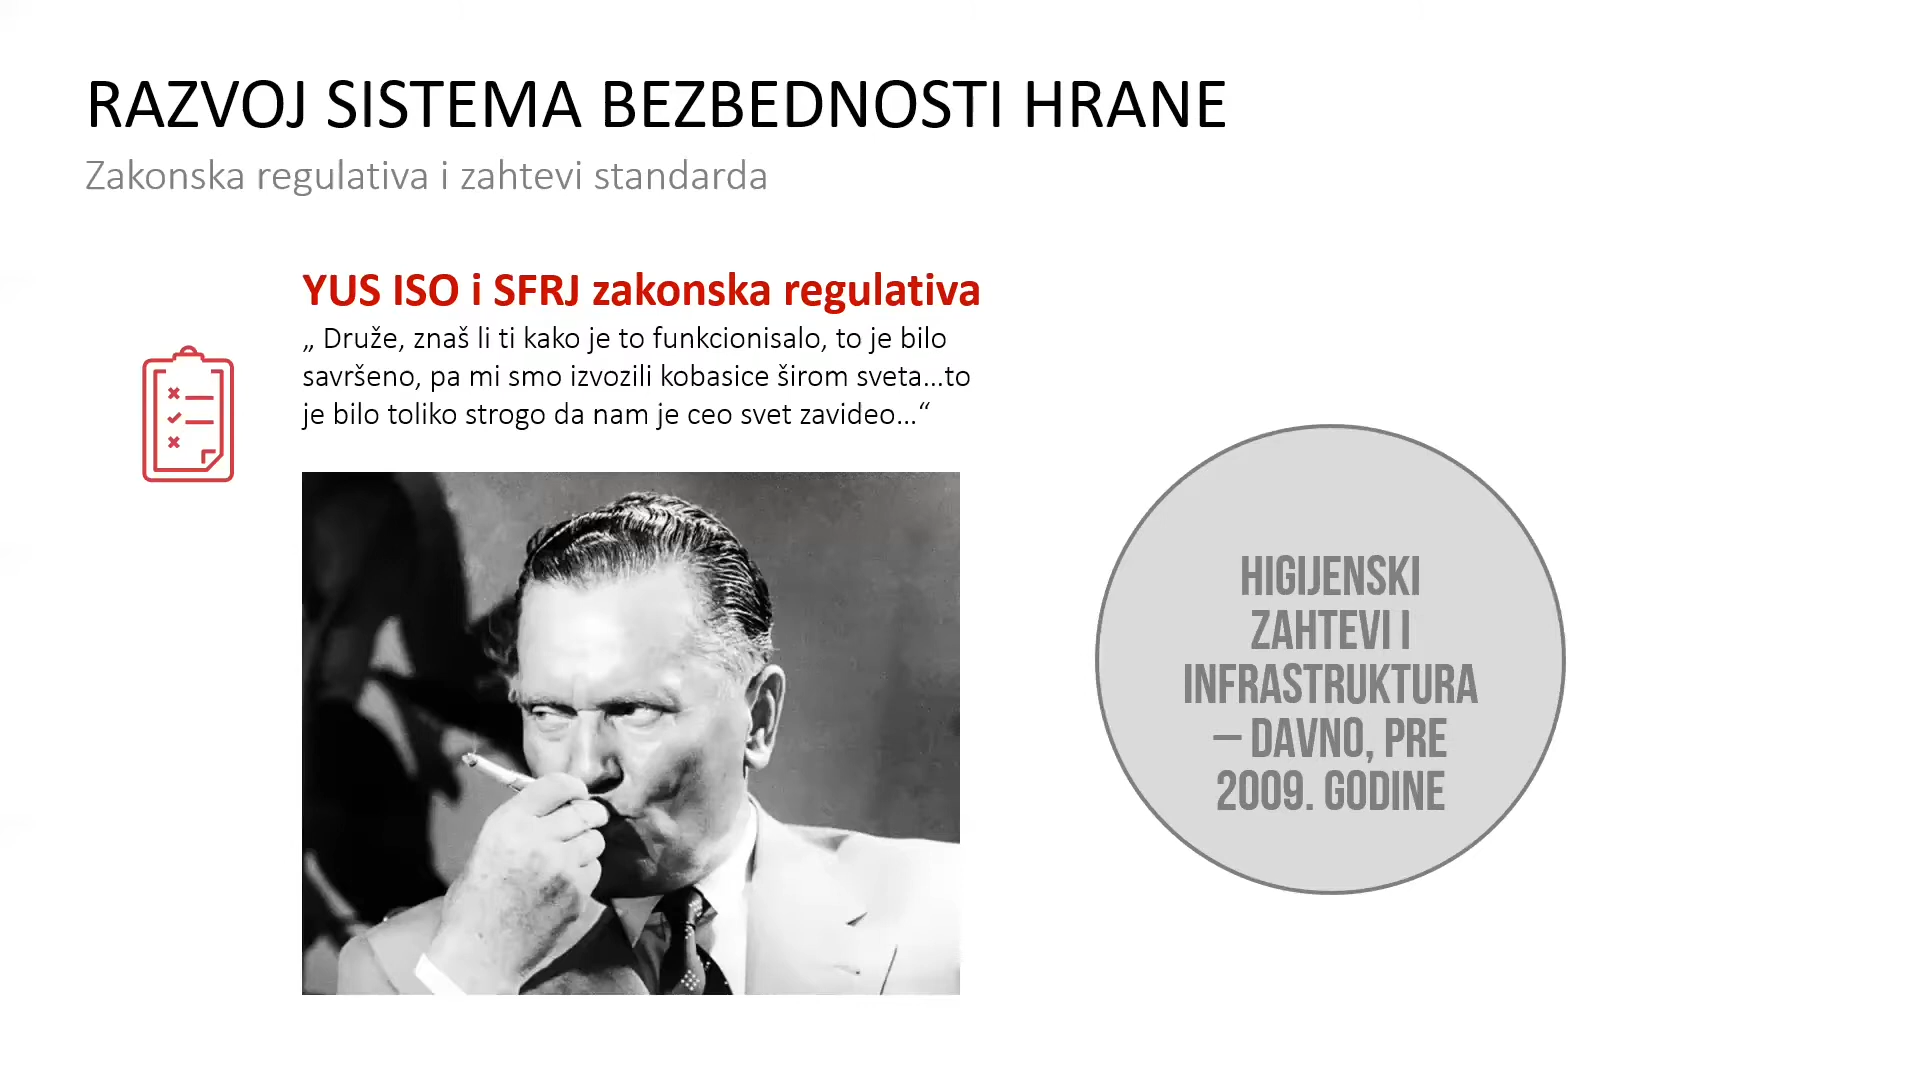 RAZVOJ SISTEMA BEZBEDNOSTI HRANE
Zakonska regulativa i zahtevi standarda
YUS ISO i SFRJ zakonska regulativa
„ Druže, znaš li ti kako je to funkcionisalo, to je bilo
savršeno, pa mi smo izvozili kobasice širom sveta...to
je bilo toliko strogo da nam je ceo svet zavideo...“
HIGIJENSKI
ZAHTEVI I
INFRASTRUKTURA
– DAVNO, PRE
2009. GODINE